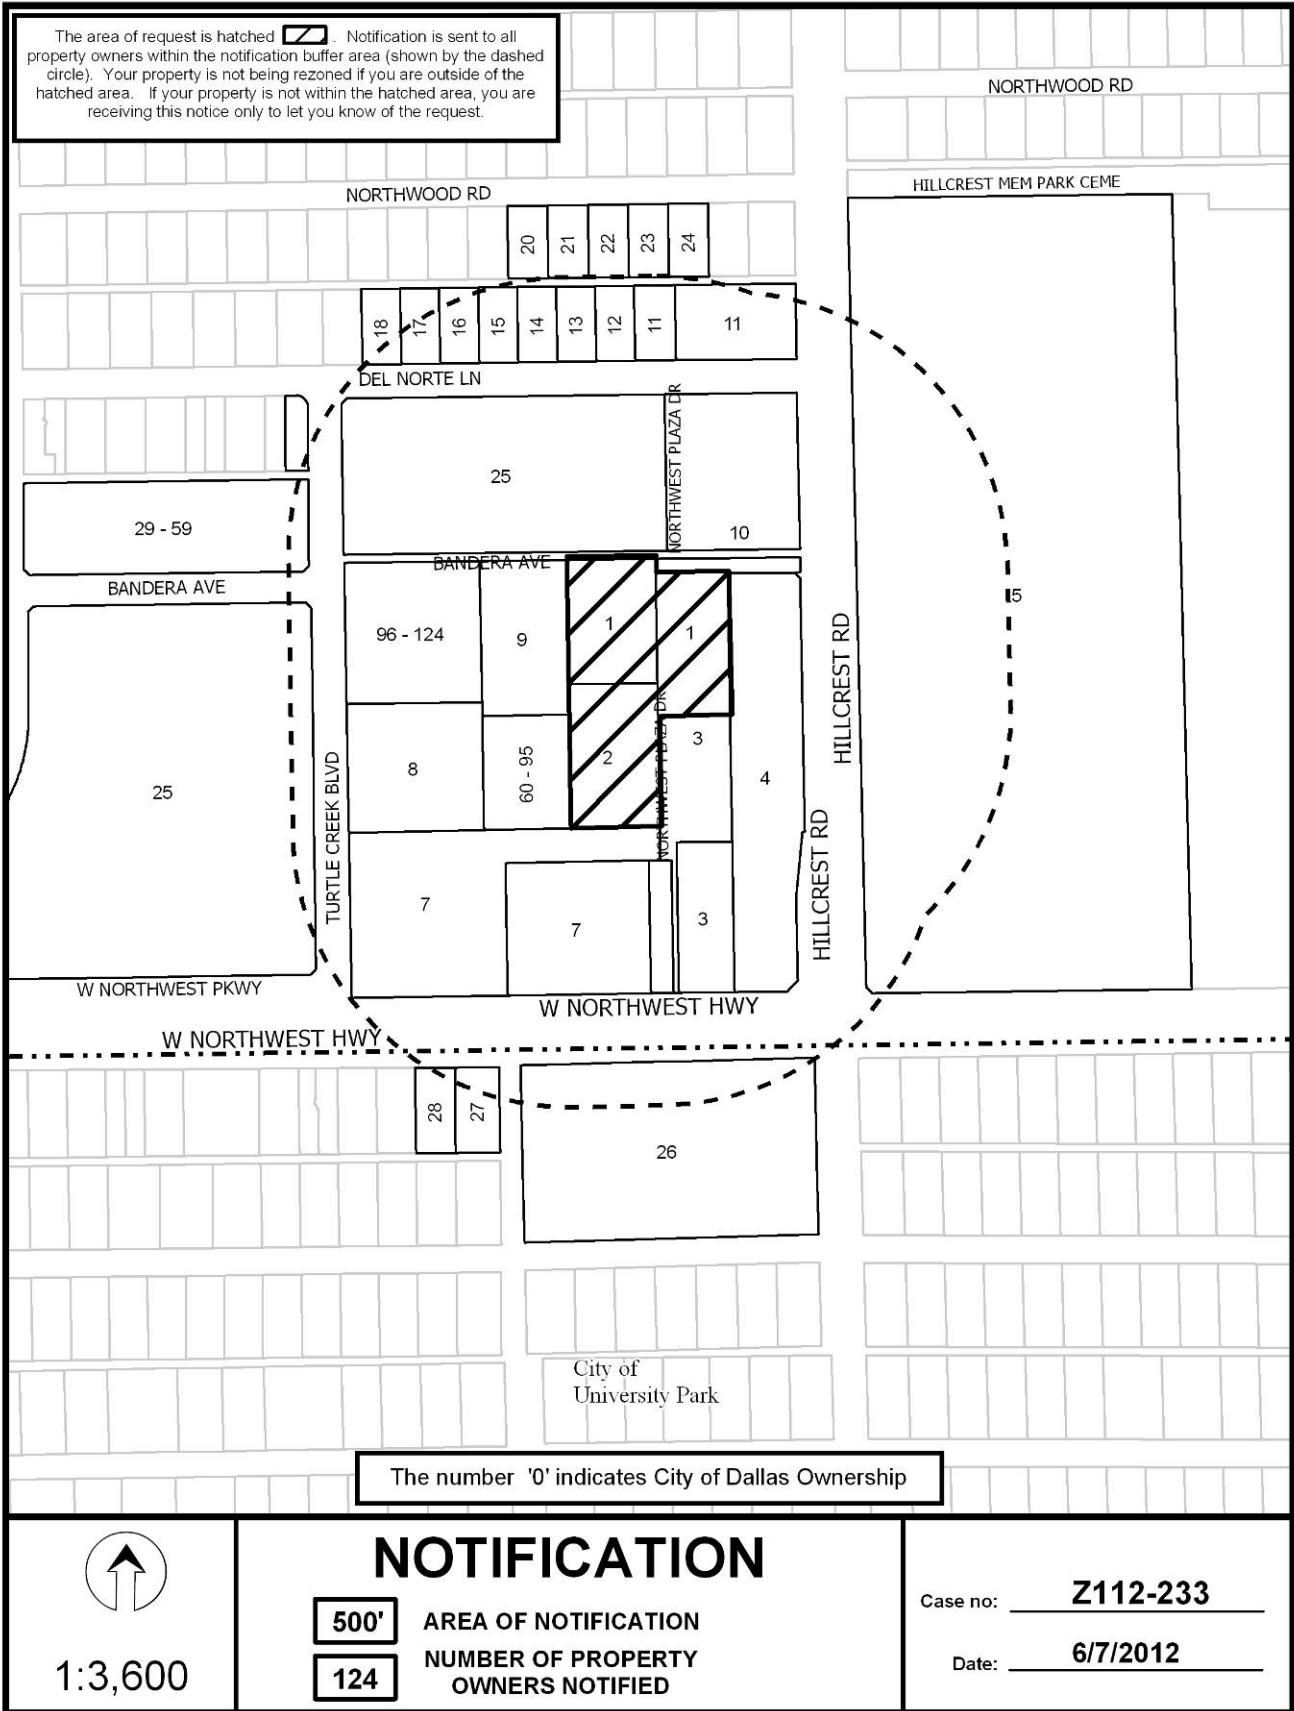 The area of request is hatched . Notification is sent to all
property owners within the notification buffer area (shown by the dashed
circle). Your property is not being rezoned if you are outside of the
hatched area. If your property is not within the hatched area, you are
receiving this notice only to let you know of the request.
NORTHWOOD RD
HILLCREST MEM PARK CEME
NORTHWOOD RD
20
21
22
23
24
18
17
16
15
14
13
12
11
11
DEL NORTE LN
NORTHWEST PLAZA DR
25
10
29 - 59
BANDERA AVE
BANDERA AVE
5
96 - 124
9
1
1
HILLCREST RD
25
TURTLE CREEK BLVD
8
60 - 95
2
NORTHWEST PLAZA DR
3
4
HILLCREST RD
7
7
3
W NORTHWEST PKWY
W NORTHWEST HWY
W NORTHWEST HWY
28
27
26
City of
University Park
The number '0' indicates City of Dallas Ownership
1:3,600
NOTIFICATION
500' AREA OF NOTIFICATION
124 NUMBER OF PROPERTY
OWNERS NOTIFIED
Case no: Z112-233
Date: 6/7/2012